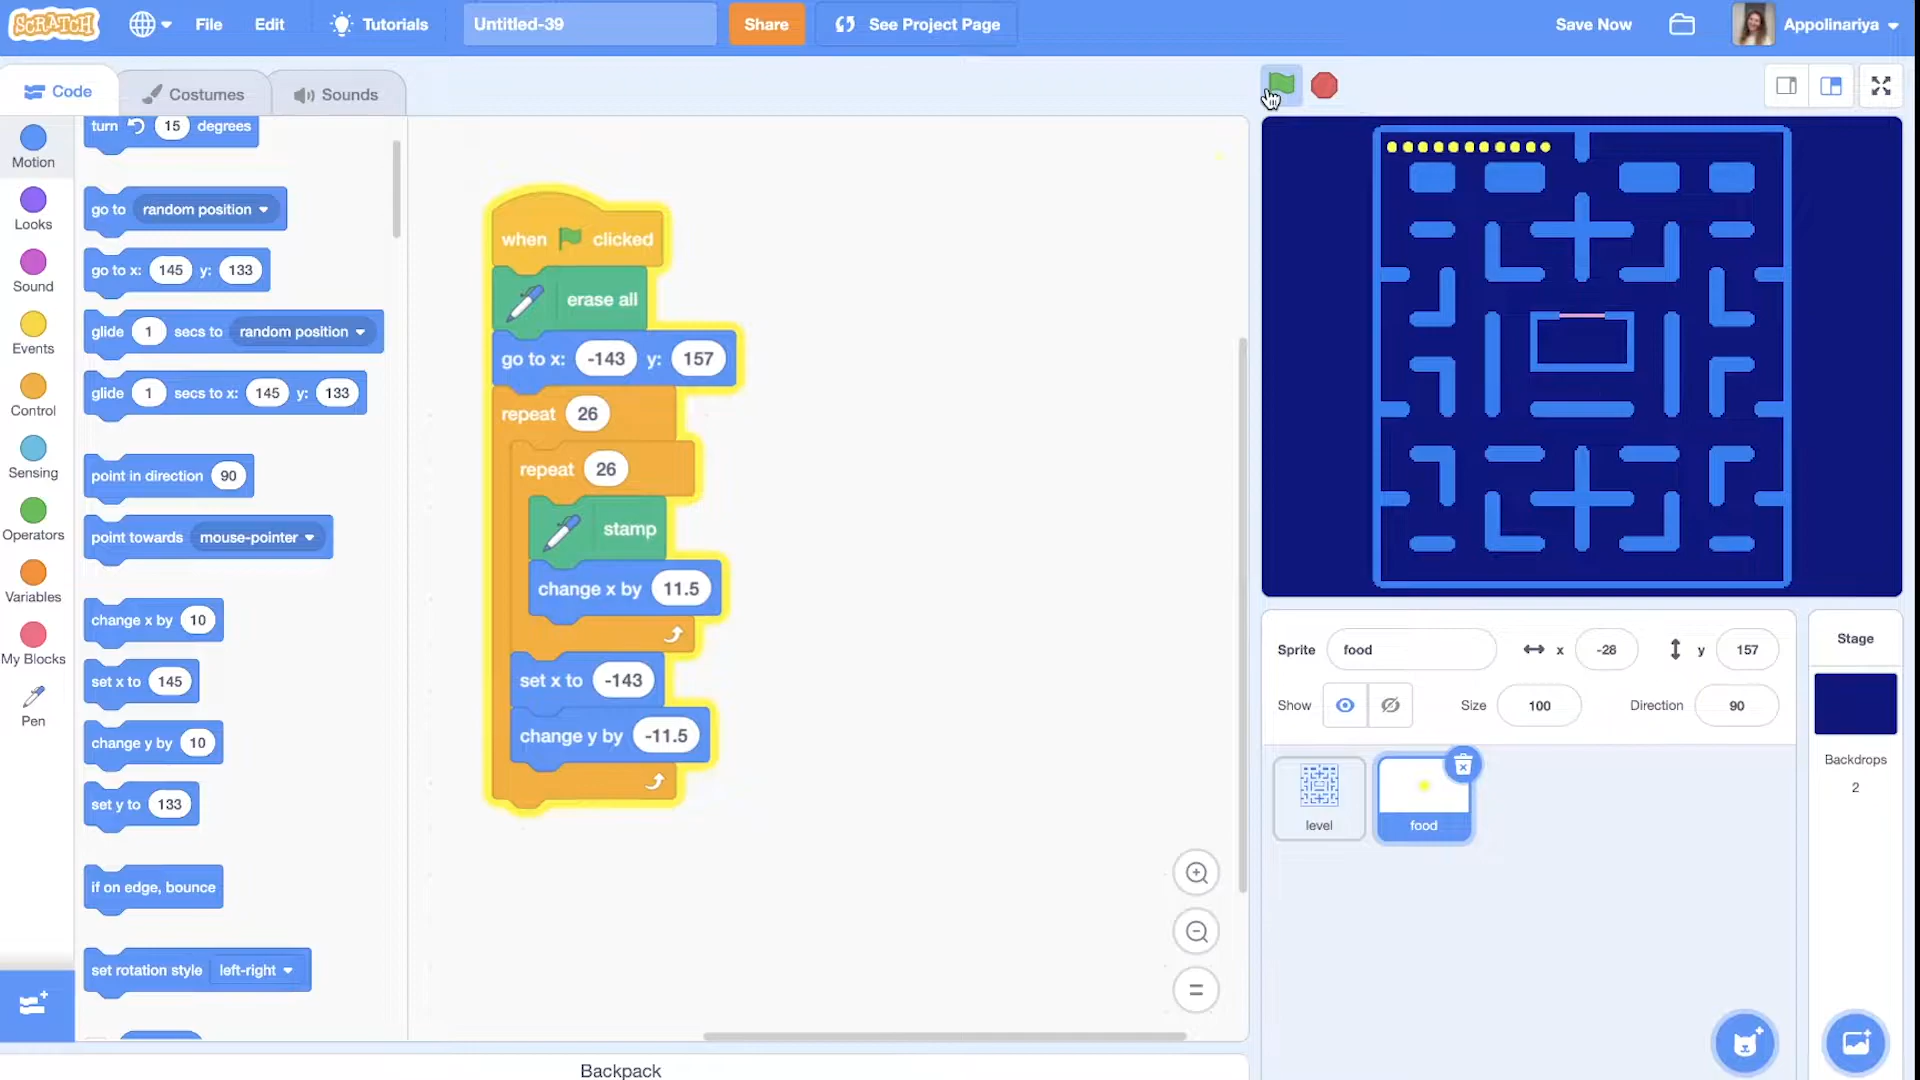 SCRATCH
File
Edit
Tutorials
Untitled-39
Share
See Project Page
Save Now
Appolinariya
Code
Costumes
Sounds
Motion
Looks
Sound
Events
Control
Sensing
Operators
Variables
My Blocks
Pen
turn 15 degrees
go to random position
go to x: 145 y: 133
glide 1 secs to random position
glide 1 secs to x: 145 y: 133
point in direction 90
point towards mouse-pointer
change x by 10
set x to 145
change y by 10
set y to 133
if on edge, bounce
set rotation style left-right
when clicked
erase all
go to x: -143 y: 157
repeat 26
repeat 26
stamp
change x by 11.5
set x to -143
change y by -11.5
Backpack
Sprite food x -28 y 157
Show Size 100 Direction 90
level
food
Stage
Backdrops
2